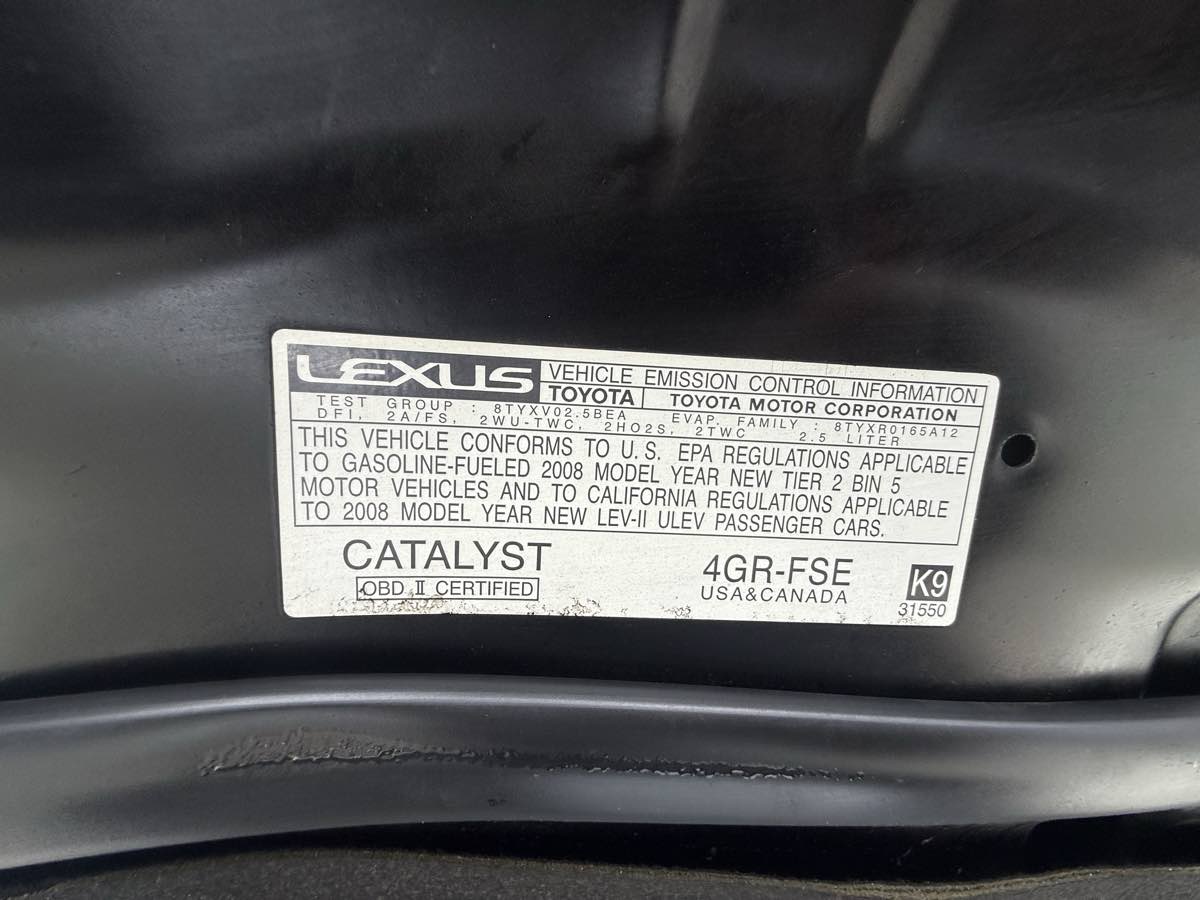 LEXUS
VEHICLE EMISSION CONTROL INFORMATION
TOYOTA TOYOTA MOTOR CORPORATION
TEST GROUP : 8TYXV02.5BEA EVAP. FAMILY : 8TYXR0165A12
DFI, 2A/FS, 2WU-TWC, 2HO2S, 2TWC 2.5 LITER
THIS VEHICLE CONFORMS TO U.S. EPA REGULATIONS APPLICABLE
TO GASOLINE-FUELED 2008 MODEL YEAR NEW TIER 2 BIN 5
MOTOR VEHICLES AND TO CALIFORNIA REGULATIONS APPLICABLE
TO 2008 MODEL YEAR NEW LEV-II ULEV PASSENGER CARS.
CATALYST
OBD II CERTIFIED
4GR-FSE
USA&CANADA
K9
31550